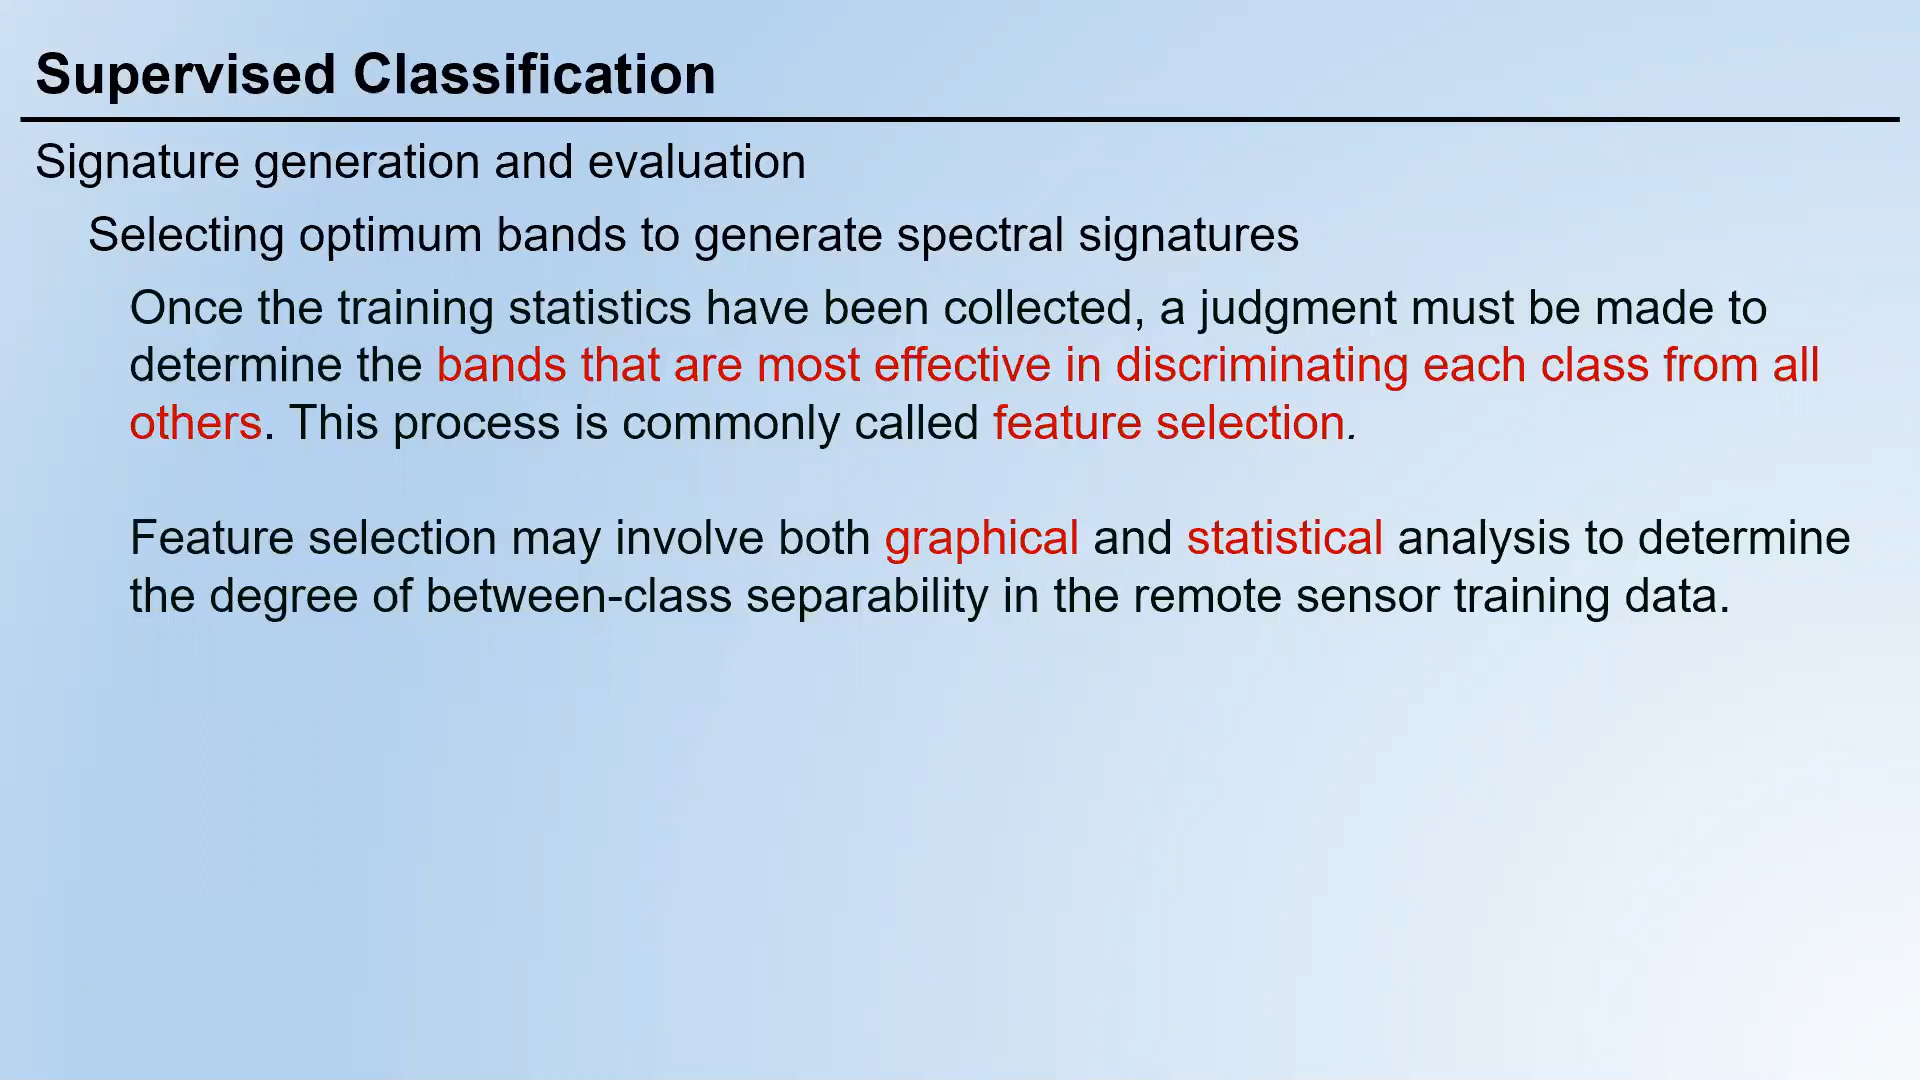 Supervised Classification
Signature generation and evaluation
Selecting optimum bands to generate spectral signatures
Once the training statistics have been collected, a judgment must be made to
determine the bands that are most effective in discriminating each class from all
others. This process is commonly called feature selection.
Feature selection may involve both graphical and statistical analysis to determine
the degree of between-class separability in the remote sensor training data.